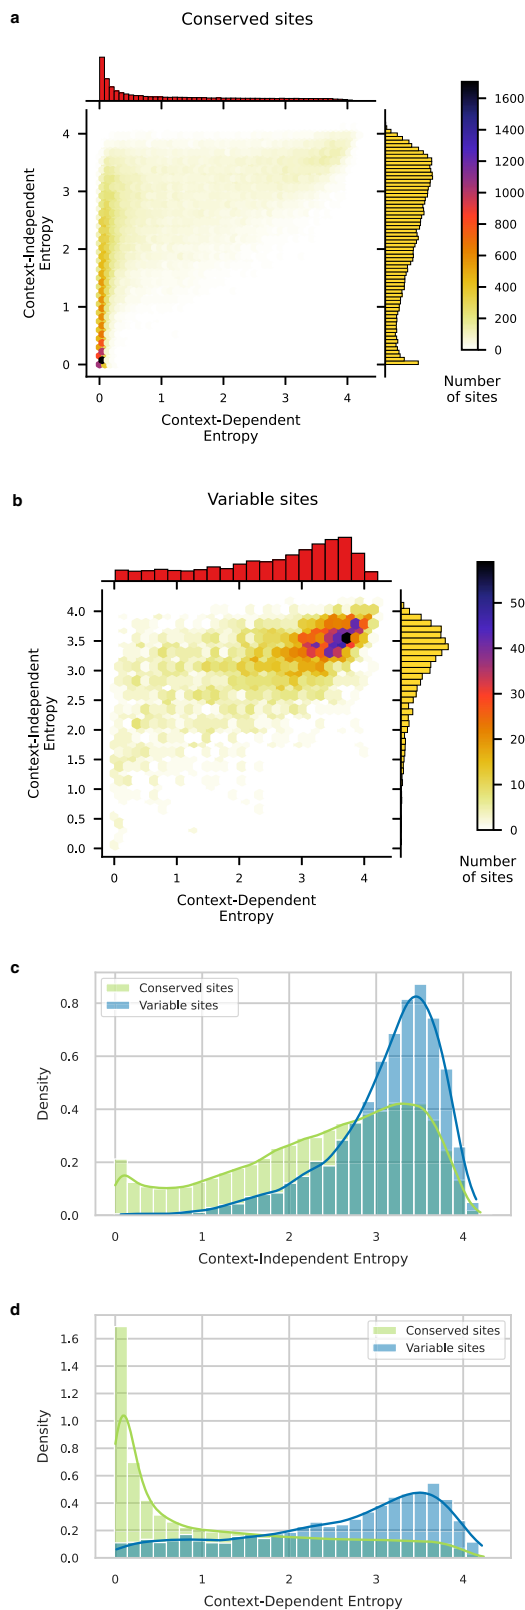 a
Conserved sites
Context-Independent
Entropy
4
3
2
1
0
0 1 2 3 4
Context-Dependent
Entropy
1600
1400
1200
1000
800
600
400
200
0
Number
of sites
b
Variable sites
Context-Independent
Entropy
4.0
3.5
3.0
2.5
2.0
1.5
1.0
0.5
0.0
0 1 2 3 4
Context-Dependent
Entropy
50
40
30
20
10
0
Number
of sites
c
Conserved sites
Variable sites
Density
0.8
0.6
0.4
0.2
0.0
0 1 2 3 4
Context-Independent Entropy
d
Conserved sites
Variable sites
Density
1.6
1.4
1.2
1.0
0.8
0.6
0.4
0.2
0.0
0 1 2 3 4
Context-Dependent Entropy